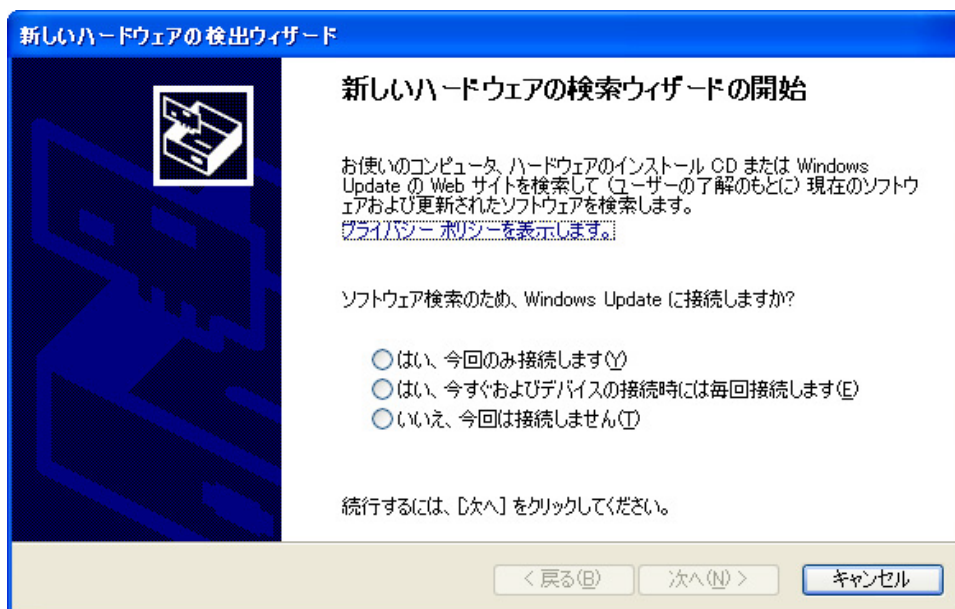 新しいハードウェアの検出ウィザード
新しいハードウェアの検索ウィザードの開始
お使いのコンピュータ、ハードウェアのインストール CD または Windows
Update の Web サイトを検索して (ユーザーの了解のもとに) 現在のソフトウ
ェアおよび更新されたソフトウェアを検索します。
プライバシー ポリシーを表示します。
ソフトウェア検索のため、Windows Update に接続しますか?
はい、今回のみ接続します(Y)
はい、今すぐおよびデバイスの接続時には毎回接続します(E)
いいえ、今回は接続しません(T)
続行するには、[次へ] をクリックしてください。
< 戻る(B) 次へ(N) > キャンセル